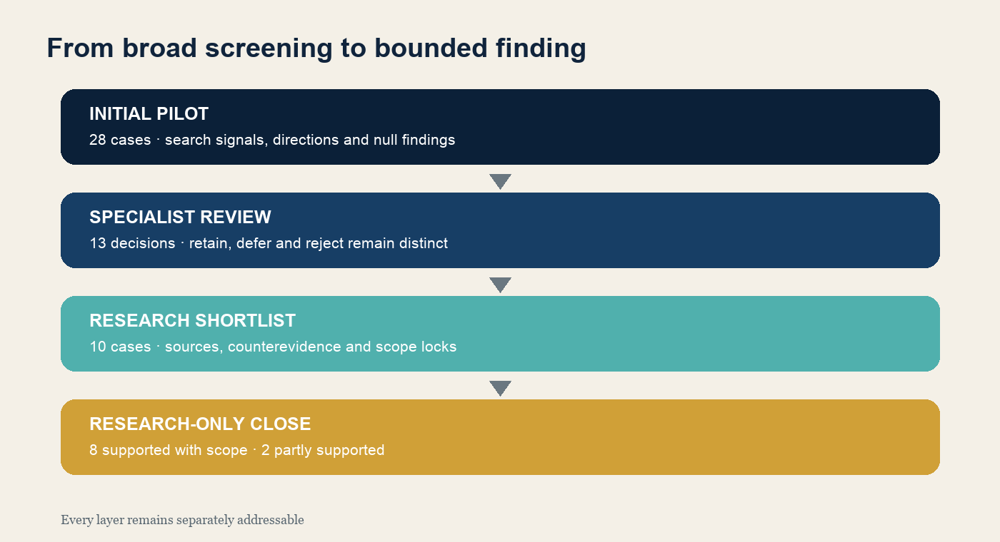 From broad screening to bounded finding
INITIAL PILOT
28 cases · search signals, directions and null findings
SPECIALIST REVIEW
13 decisions · retain, defer and reject remain distinct
RESEARCH SHORTLIST
10 cases · sources, counterevidence and scope locks
RESEARCH-ONLY CLOSE
8 supported with scope · 2 partly supported
Every layer remains separately addressable